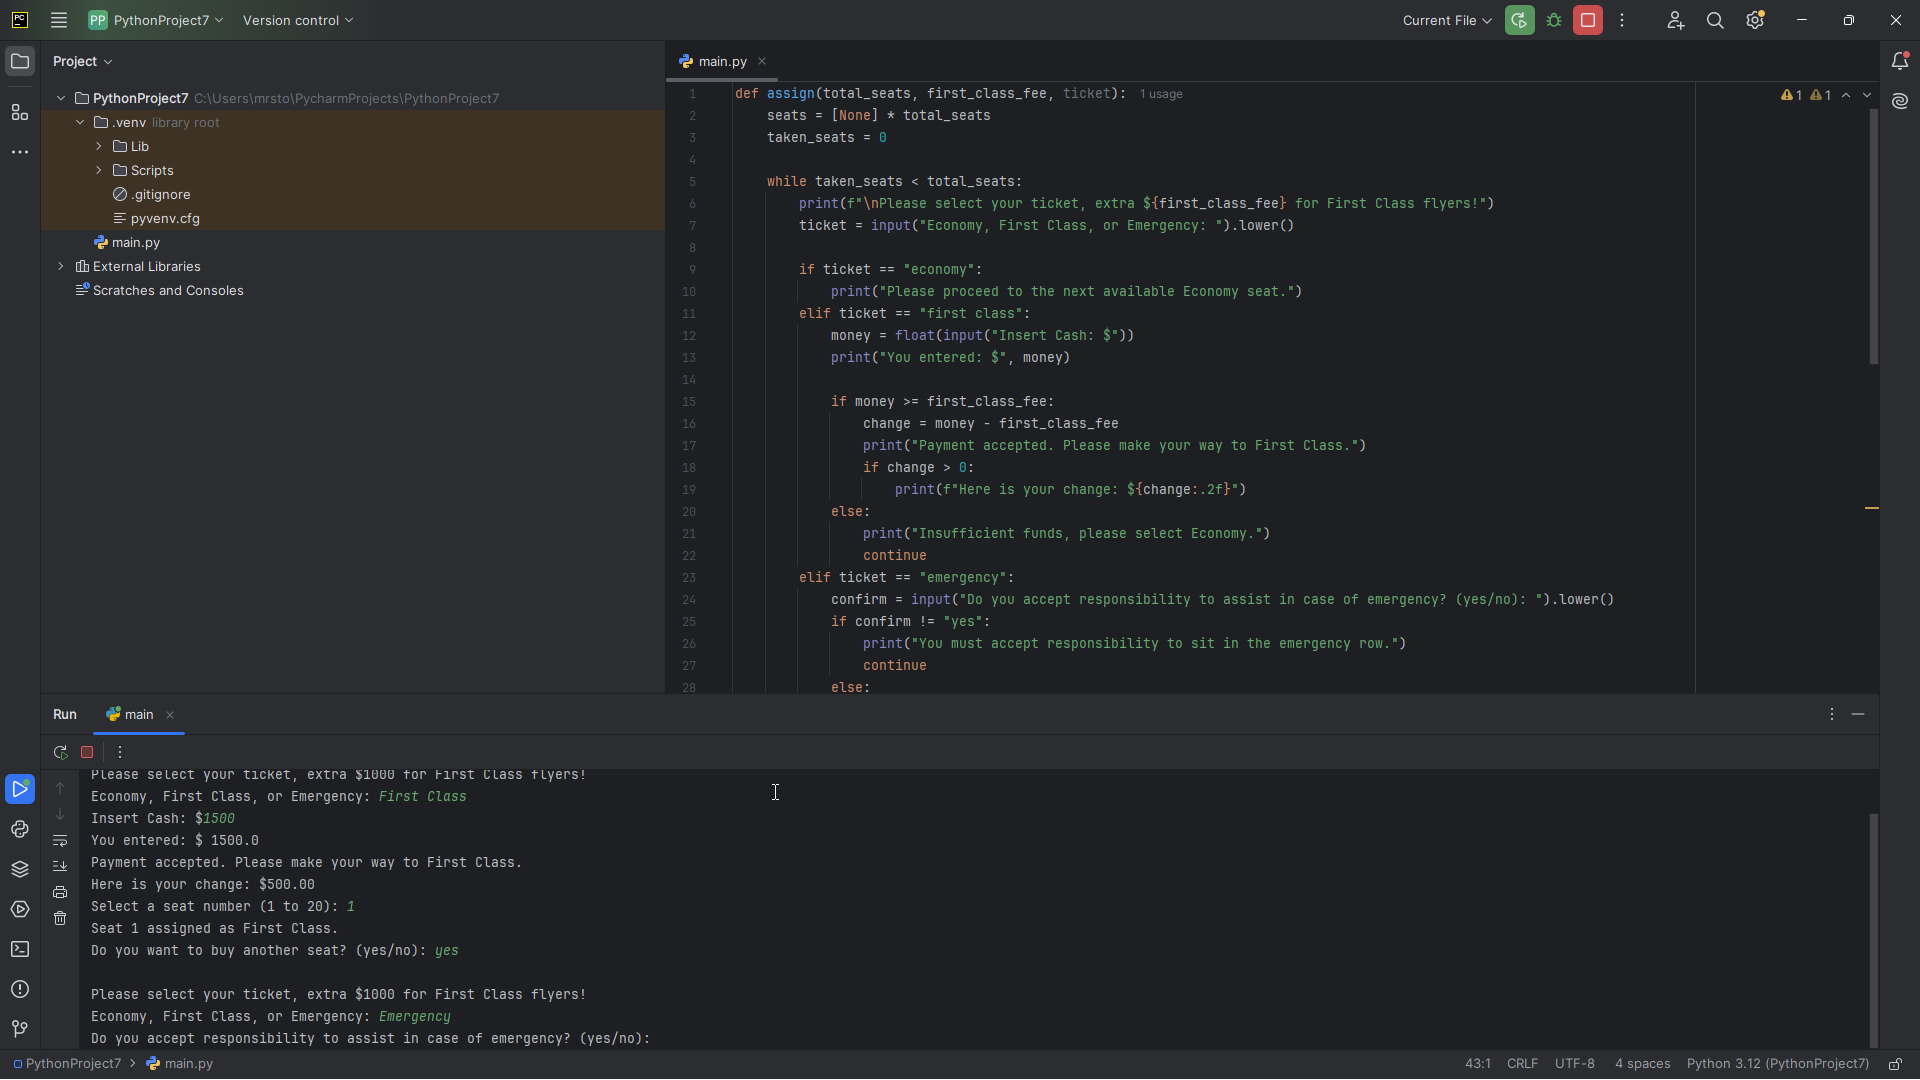 PC
PP PythonProject7 Version control Current File
Project
main.py
PythonProject7 C:\Users\mrsto\PycharmProjects\PythonProject7
.venv library root
Lib
Scripts
.gitignore
pyvenv.cfg
main.py
External Libraries
Scratches and Consoles
1 def assign(total_seats, first_class_fee, ticket): 1 usage
1 1
2 seats = [None] * total_seats
3 taken_seats = 0
4
5 while taken_seats < total_seats:
6 print(f"\nPlease select your ticket, extra ${first_class_fee} for First Class flyers!")
7 ticket = input("Economy, First Class, or Emergency: ").lower()
8
9 if ticket == "economy":
10 print("Please proceed to the next available Economy seat.")
11 elif ticket == "first class":
12 money = float(input("Insert Cash: $"))
13 print("You entered: $", money)
14
15 if money >= first_class_fee:
16 change = money - first_class_fee
17 print("Payment accepted. Please make your way to First Class.")
18 if change > 0:
19 print(f"Here is your change: ${change:.2f}")
20 else:
21 print("Insufficient funds, please select Economy.")
22 continue
23 elif ticket == "emergency":
24 confirm = input("Do you accept responsibility to assist in case of emergency? (yes/no): ").lower()
25 if confirm != "yes":
26 print("You must accept responsibility to sit in the emergency row.")
27 continue
28 else:
Run main
Please select your ticket, extra $1000 for First Class flyers!
Economy, First Class, or Emergency: First Class
Insert Cash: $1500
You entered: $ 1500.0
Payment accepted. Please make your way to First Class.
Here is your change: $500.00
Select a seat number (1 to 20): 1
Seat 1 assigned as First Class.
Do you want to buy another seat? (yes/no): yes
Please select your ticket, extra $1000 for First Class flyers!
Economy, First Class, or Emergency: Emergency
Do you accept responsibility to assist in case of emergency? (yes/no):
PythonProject7 > main.py 43:1 CRLF UTF-8 4 spaces Python 3.12 (PythonProject7)